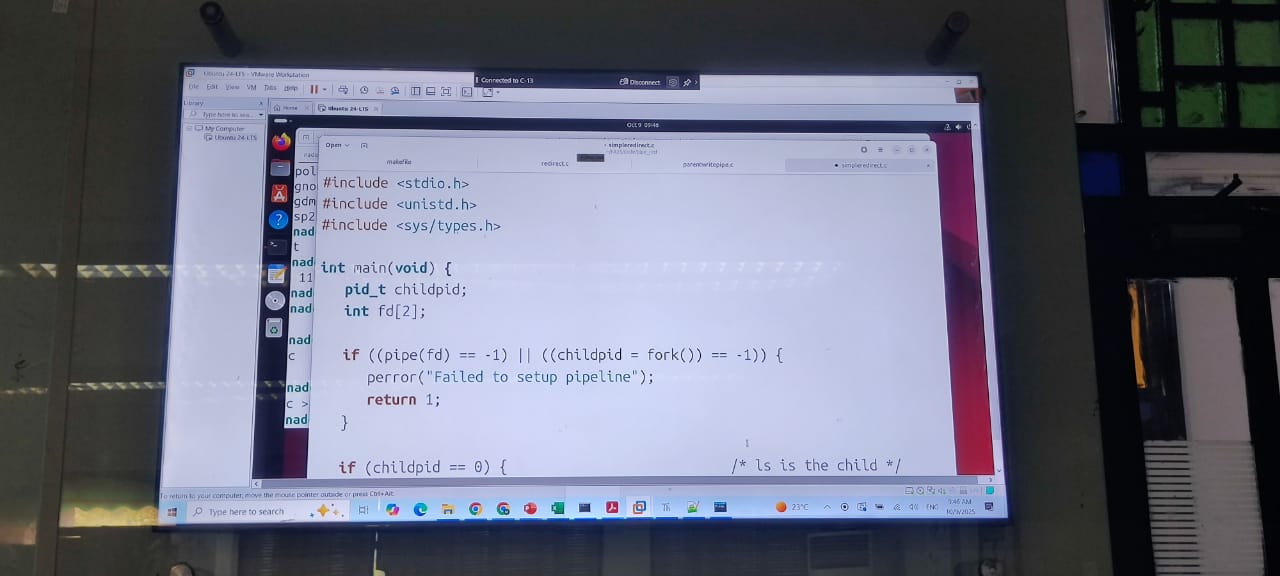 Ubuntu 24-LTS - VMware Workstation
Connected to C-13
Disconnect
File Edit View VM Tabs Help
Library
Type here to sea...
My Computer
Ubuntu 24-LTS
Home
Ubuntu 24-LTS
Oct 9 09:46
Open
simpleredirect.c
makefile
redirect.c
parentwritepipe.c
simpleredirect.c
pol
gno
gdm
sp2
nad
t
nad
11
nad
nad
nad
c
nad
c >
nad
#include <stdio.h>
#include <unistd.h>
#include <sys/types.h>
int main(void) {
pid_t childpid;
int fd[2];
if ((pipe(fd) == -1) || ((childpid = fork()) == -1)) {
perror("Failed to setup pipeline");
return 1;
}
if (childpid == 0) { /* ls is the child */
To return to your computer, move the mouse pointer outside or press Ctrl+Alt.
Type here to search
23°C
ENG
9:46 AM
10/9/2025